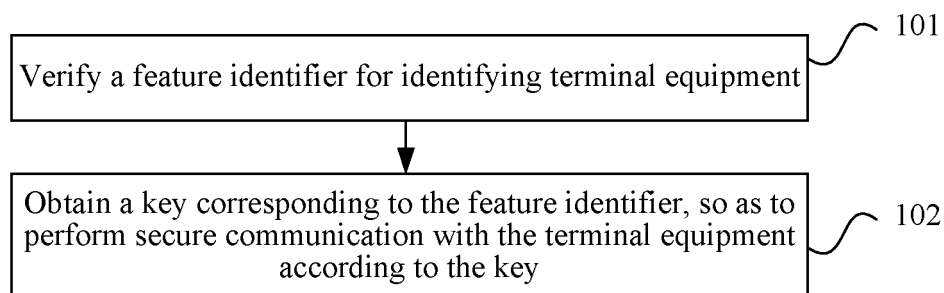 101
Verify a feature identifier for identifying terminal equipment
Obtain a key corresponding to the feature identifier, so as to
perform secure communication with the terminal equipment
according to the key
102